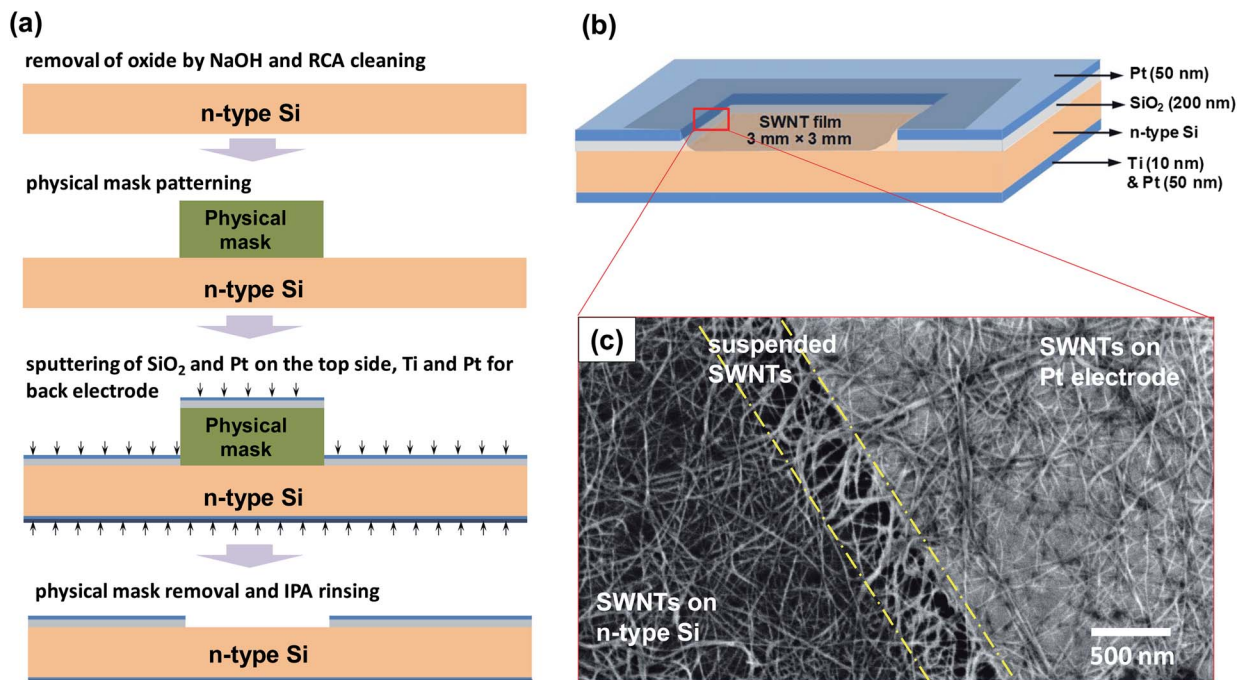 (a)
removal of oxide by NaOH and RCA cleaning
n-type Si
physical mask patterning
Physical
mask
n-type Si
sputtering of SiO₂ and Pt on the top side, Ti and Pt for
back electrode
Physical
mask
n-type Si
physical mask removal and IPA rinsing
n-type Si
(b)
Pt (50 nm)
SiO₂ (200 nm)
n-type Si
Ti (10 nm)
& Pt (50 nm)
SWNT film
3 mm × 3 mm
(c)
suspended
SWNTs
SWNTs on
Pt electrode
SWNTs on
n-type Si
500 nm